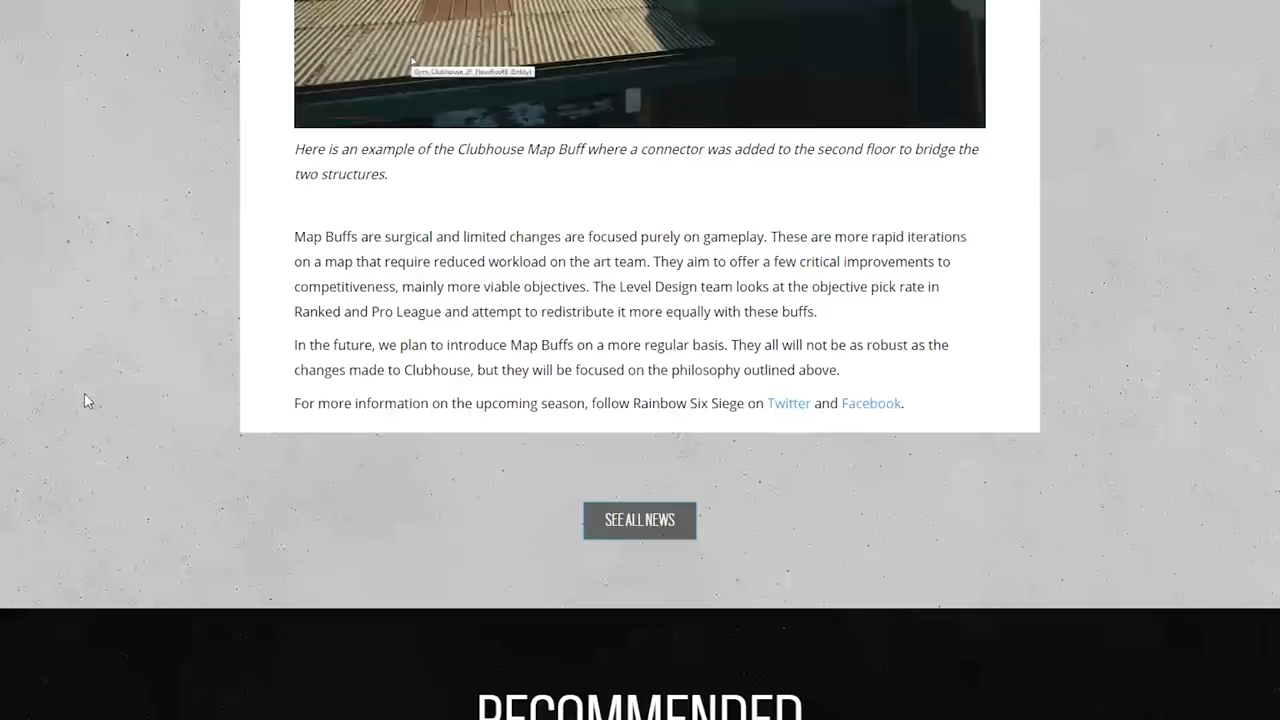 Here is an example of the Clubhouse Map Buff where a connector was added to the second floor to bridge the
two structures.
Map Buffs are surgical and limited changes are focused purely on gameplay. These are more rapid iterations
on a map that require reduced workload on the art team. They aim to offer a few critical improvements to
competitiveness, mainly more viable objectives. The Level Design team looks at the objective pick rate in
Ranked and Pro League and attempt to redistribute it more equally with these buffs.
In the future, we plan to introduce Map Buffs on a more regular basis. They all will not be as robust as the
changes made to Clubhouse, but they will be focused on the philosophy outlined above.
For more information on the upcoming season, follow Rainbow Six Siege on Twitter and Facebook.
SEE ALL NEWS
RECOMMENDED